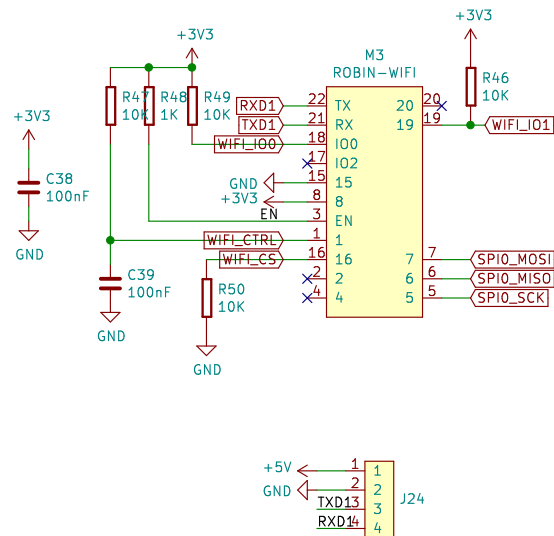 +3V3
+3V3
M3
ROBIN-WIFI
R47
10K
R48
1K
R49
10K
R46
10K
+3V3
C38
100nF
GND
RXD1
22
TX
20
20
TXD1
21
RX
19
19
WIFI_IO1
WIFI_IO0
18
IO0
17
IO2
GND
15
15
+3V3
8
8
EN
3
EN
WIFI_CTRL
1
1
WIFI_CS
16
16
7
7
SPI0_MOSI
2
2
6
6
SPI0_MISO
4
4
5
5
SPI0_SCK
C39
100nF
GND
R50
10K
GND
+5V
1
1
GND
2
2
TXD1
3
3
RXD1
4
4
J24